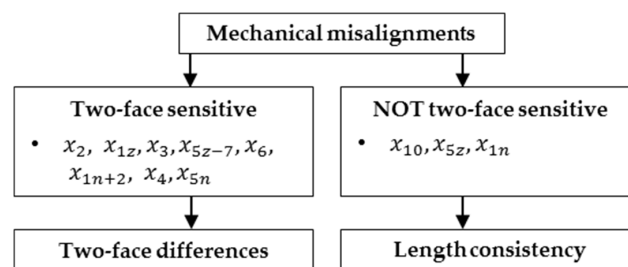 Mechanical misalignments
Two-face sensitive
• x₂, x₁z, x₃, x₅z₋₇, x₆,
x₁n₊₂, x₄, x₅n
NOT two-face sensitive
• x₁₀, x₅z, x₁n
Two-face differences
Length consistency